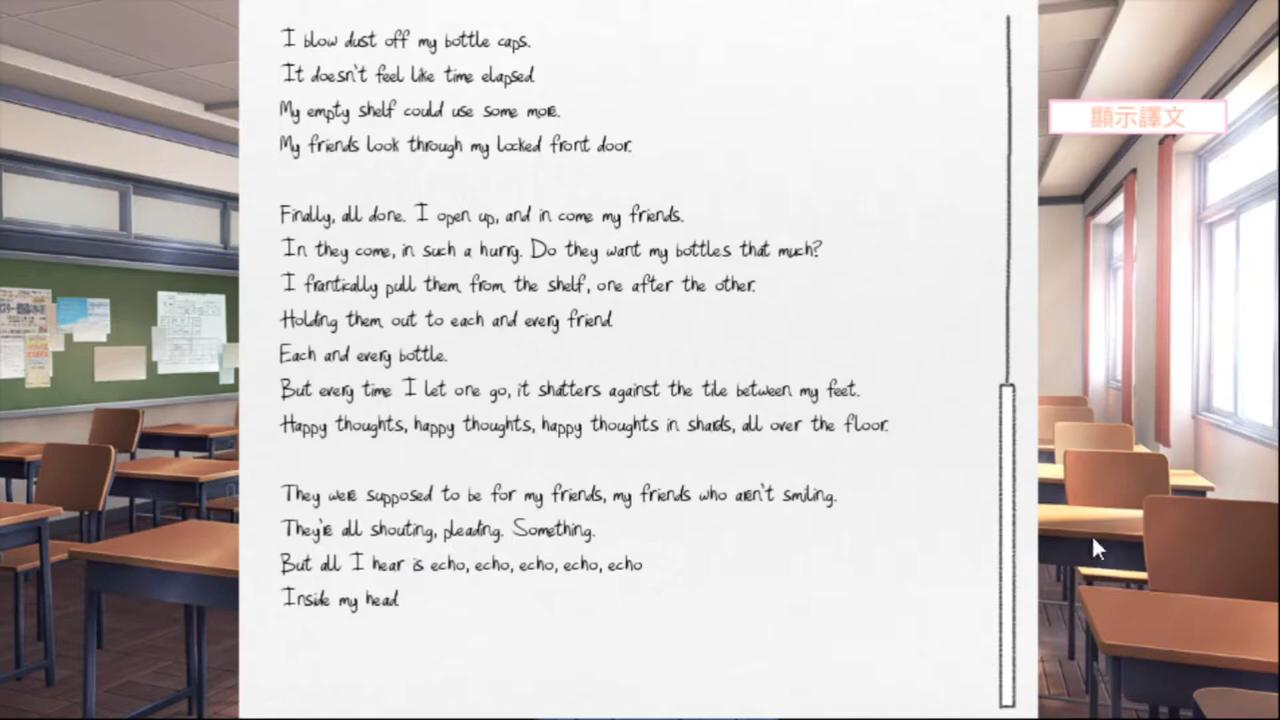 I blow dust off my bottle caps.
It doesn't feel like time elapsed.
My empty shelf could use some more.
My friends look through my locked front door.
Finally, all done. I open up, and in come my friends.
In they come, in such a hurry. Do they want my bottles that much?
I frantically pull them from the shelf, one after the other.
Holding them out to each and every friend.
Each and every bottle.
But every time I let one go, it shatters against the tile between my feet.
Happy thoughts, happy thoughts, happy thoughts in shards, all over the floor.
They were supposed to be for my friends, my friends who aren't smiling.
They're all shouting, pleading. Something.
But all I hear is echo, echo, echo, echo, echo
Inside my head.
顯示譯文